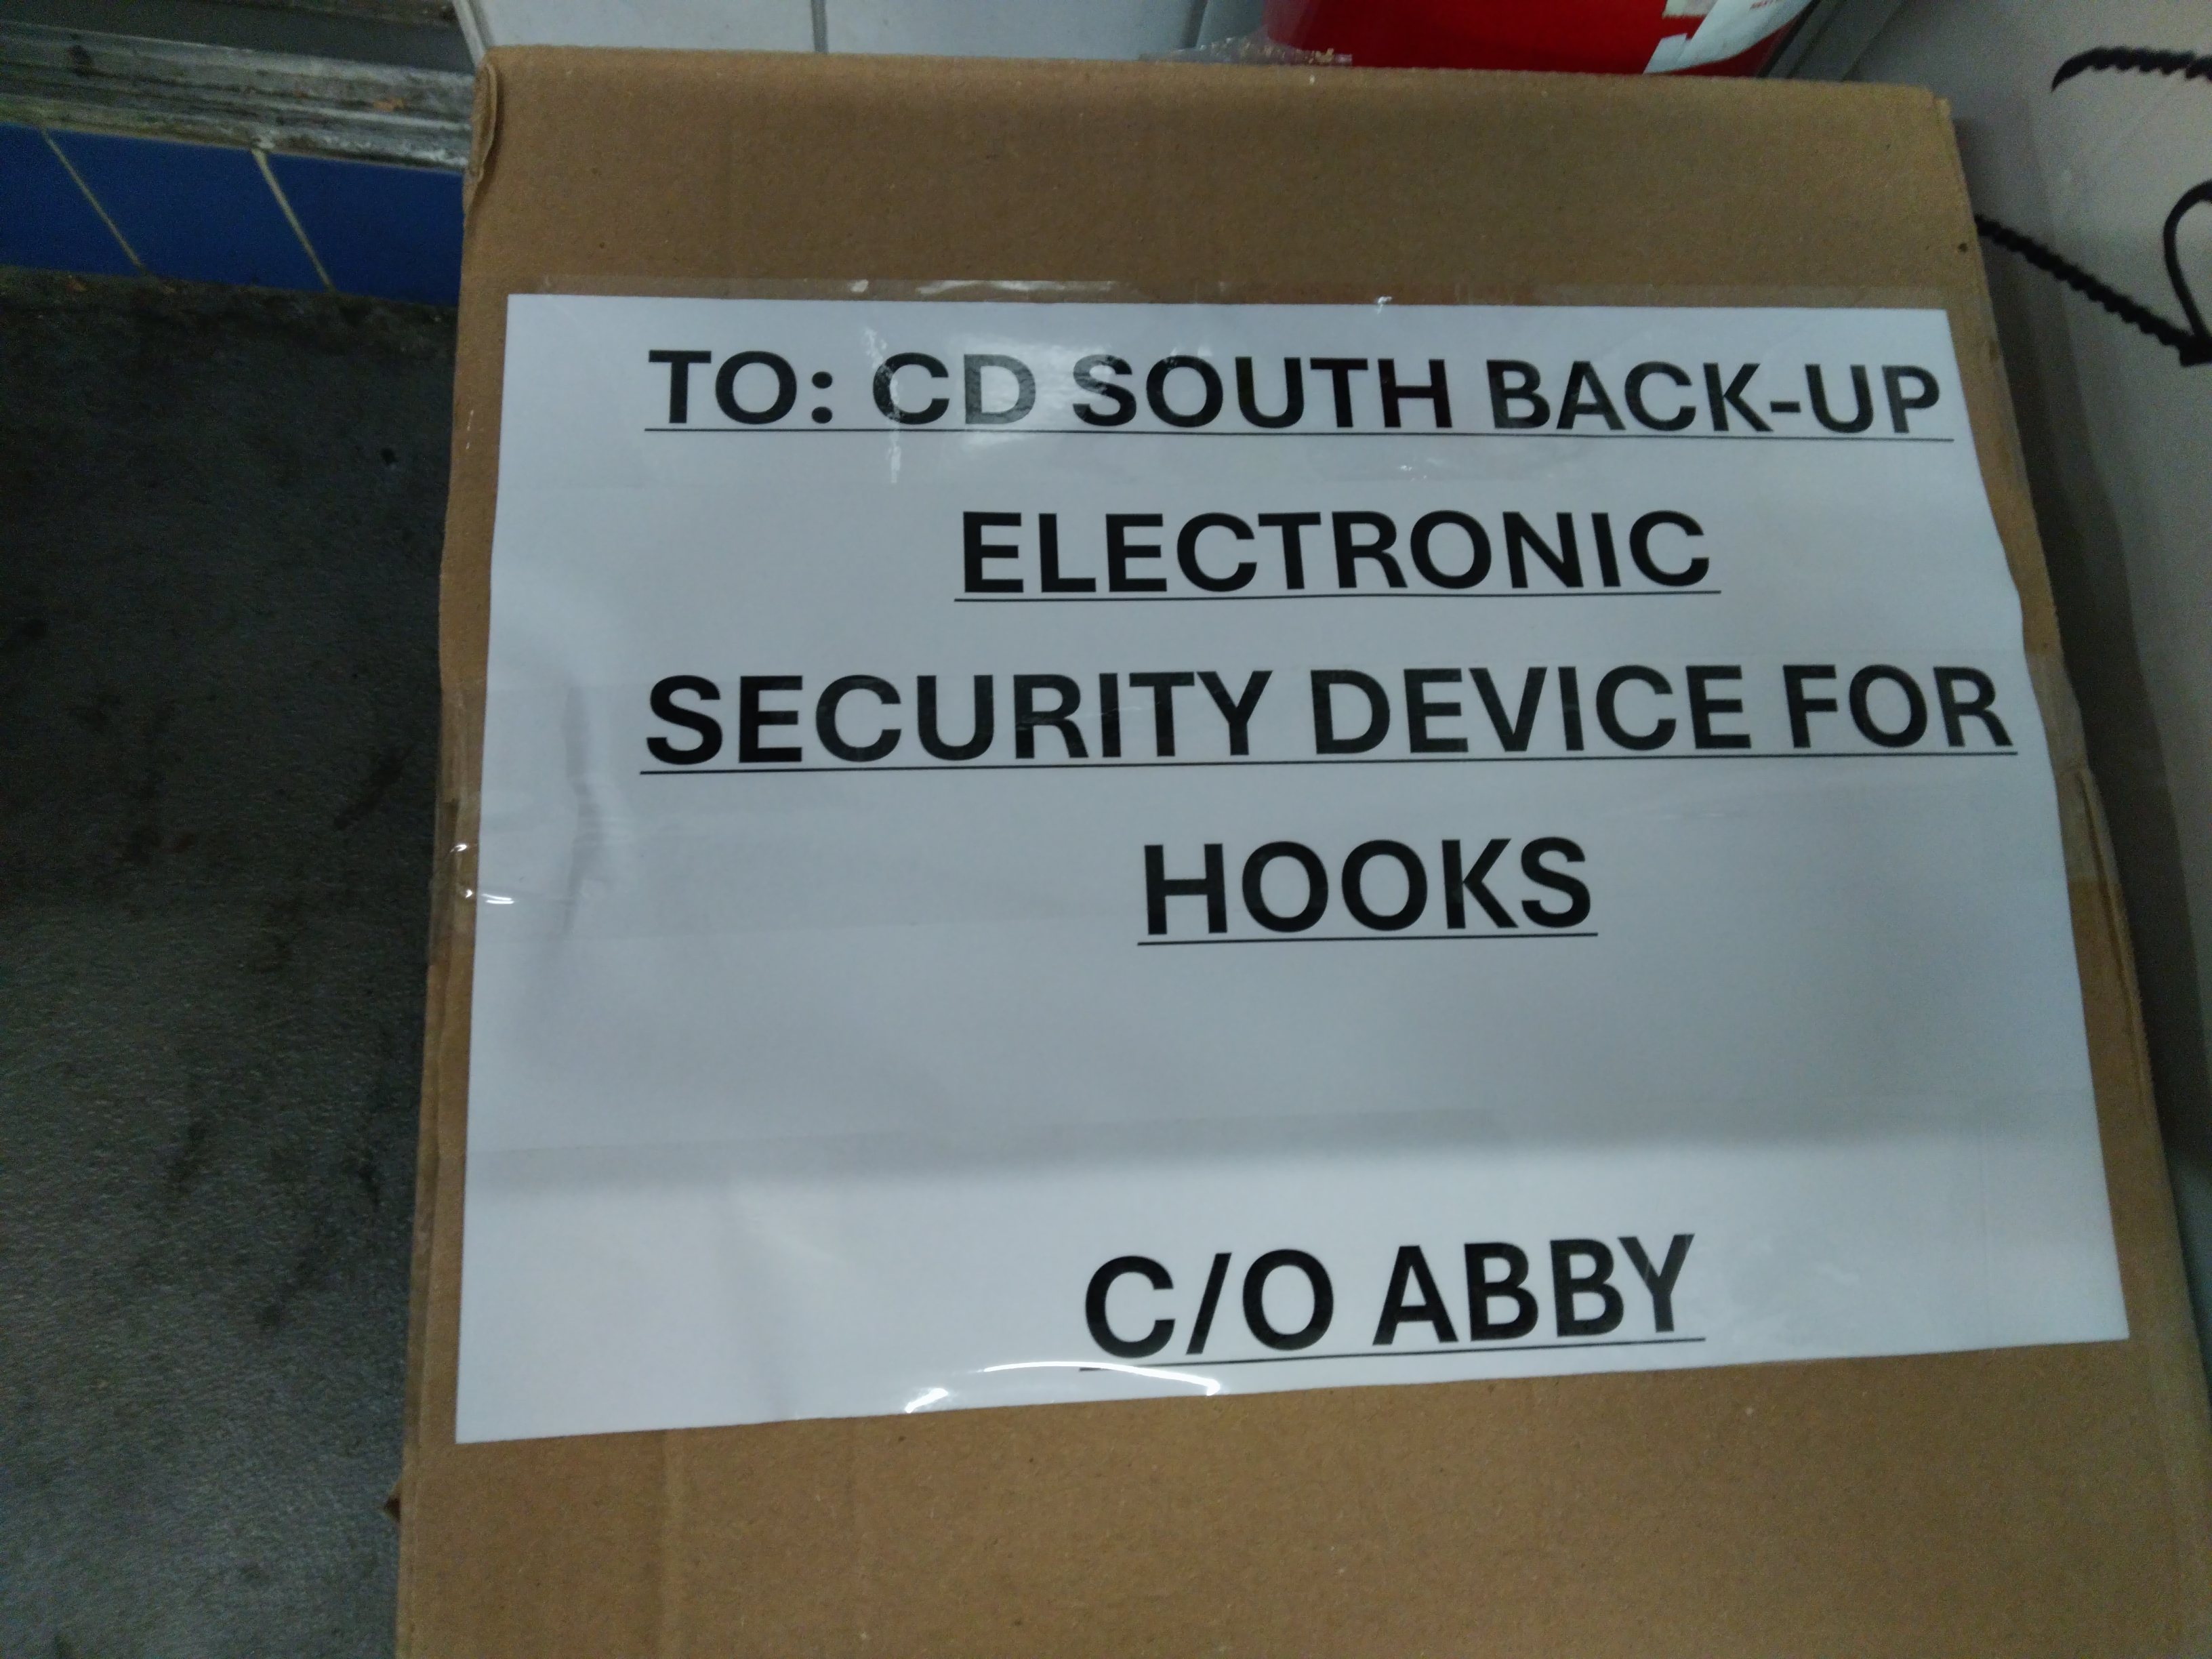 TO: CD SOUTH BACK-UP
ELECTRONIC
SECURITY DEVICE FOR
HOOKS
C/O ABBY